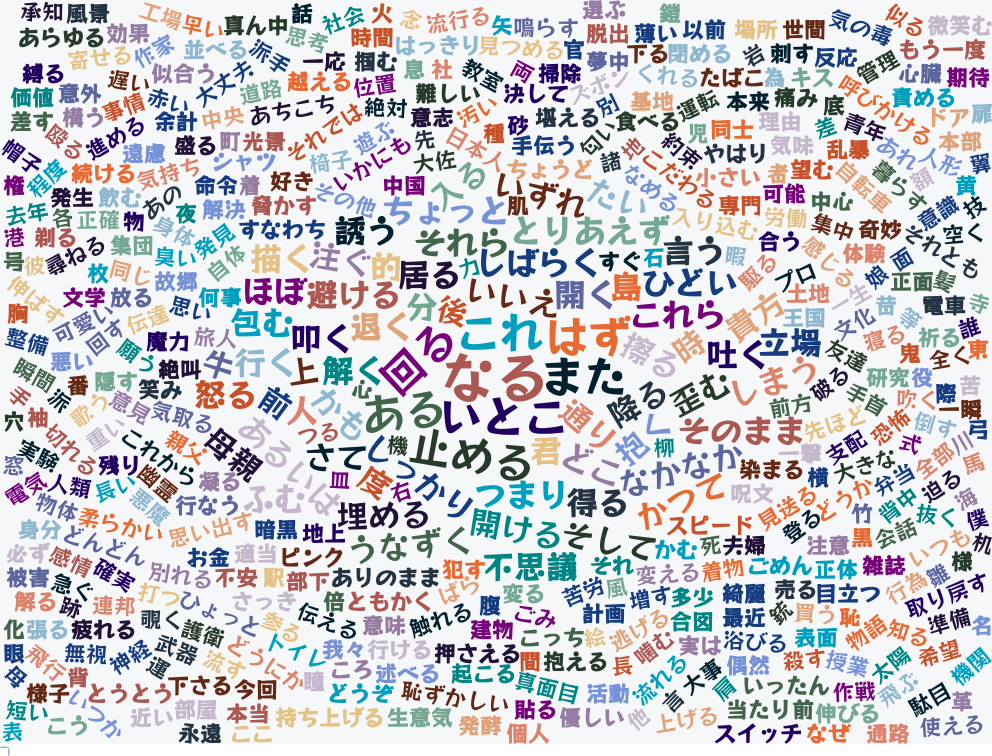 承知 風景 工場 早い 真ん中 話 社会 火 念 流行る 矢 鳴らす 選ぶ 鎧 似る 微笑む
あらゆる 効果 思考 時間 はっきり 見つめる 官 脱出 薄い 以前 場所 世間 気の毒 もう一度
寄せる 作家 並べる 派手 一応 掴む 息 社 教室 両 夢中 下る 閉める 岩 刺す 反応 管理 心臓 期待
縛る 遅い 似合う 大丈夫 道路 越える 位置 難しい 掃除 ズボン くれる たばこ 為 キス 呼びかける 責める ドア 扉
価値 意外 事情 赤い あちこち 絶対 汚い 決して 別 基地 運転 本来 痛み 底
差す 横う 余計 中央 それでは 意志 種 砂 堪える 匂い 食べる 児 同士 理由 差 青年 本部
殴る 進める 盛る 町 光景 遊ぶ 先 日本人 手伝う 諸 地 約束 やはり 気味 乱暴 あれ 人形 翼
帽子 程度 遠慮 シャツ 椅子 いかにも 大佐 ちょうど こだわる 小さい 者 望む 自転車 暮らす 額 黄
権 続ける 気持ち 命令 着 好き その他 中国 入る いずれ 肌 たい なめる 専門 可能 中心 意識 技
去年 発生 飲む あの 夜 解決 脅かす ちょっと とりあえず 入り込む 労働 集中 奇妙 それとも 空く
各 正確 物 身体 すなわち 誘う それら 石 言う 暇 合う 感じる 体験 娘 面
港 剃る 集団 臭い 発見 自体 描く 注ぐ 的 居る 力 しばらく すぐ 島 ひどい 駆る プロ 正面 髪
号 彼 尋ねる 枚 同じ 故郷 ほぼ 避ける 分 後 いいえ 開く これら 貴方 土地 一生 昔 電車 寺
伸ばす 文学 放る 思い 何事 包む 叩く 退く これ はず 時 王国 文化 誰
胸 可愛い 回す 伝達 魔力 旅人 回る 擦る 吐く 立場 友達 寝る 祈る 鬼 全く 東
整備 悪い 願う 絶叫 牛 行く 上 解く なる また 歪む しまう 破る 研究 役 際 苦
瞬間 派 番 隠す 笑み 怒る 前 人 かも 心 ある いとこ 通り 降る 前方 手首 吹く 一瞬
手 袖 歌う 意見 気取る つる 抱く そのまま 先ほど 恐怖 倒す 弓
穴 切れる 重い これから 親父 母親 あるいは さて しっかり 機 止める 君 どこ 柳 なかなか 一撃 支配 式 全部 川
窓 実験 残り 幽霊 凝る ふむ 皿 度 右 つまり 得る かつて 染まる 横 大きな 弁当 迫る 馬
電気 人類 長い 悪魔 行なう 埋める 開ける そして スピード 呪文 見送る どうか 当中 抜く 海
物体 柔らかい 思い出す 暗黒 地上 うなずく 不思議 それ かむ 死 夫婦 登る 竹 会話 僕
身分 どんどん お金 適当 ピンク 犯す 変える 着物 ごめん 注意 黒 正体 雑誌 いつも 様 机
必ず 感情 確実 別れる 不安 駅 部下 ありのまま ばら 変る 苦労 風 行為 離
被害 急ぐ 打つ さっき 倍 ともかく 腹 ごみ 増す 多少 綺麗 売る 目立つ 取り戻す
解る 跡 連邦 覗く ひょっと 参る 伝える 意味 触れる 計画 合図 最近 銃 買う 恥 準備 名
化 張る 疲れる 護衛 トイレ 我々 行ける 押さえる 建物 こっち 絵 逃げる 噛む 実は 浴びる 表面 物語 知る 希望
眼 飛行 無視 神経 武器 どうにか 瞳 ころ 述べる 起こる 間 抱える 長 流れる 偶然 殺す 授業 太陽 機関
母 背 運 流す 真面目 言 大事 肩 飛ぶ
様子 とうとう 下さる 今回 どうぞ 恥ずかしい 活動 いったん 作戦 駄目 革
短い いつか 近い 部屋 本当 持ち上げる 生意気 貼る 優しい 他 上げる 当たり前 伸びる
表 こう 永遠 ここ 発酵 個人 スイッチ なぜ 通路 使える